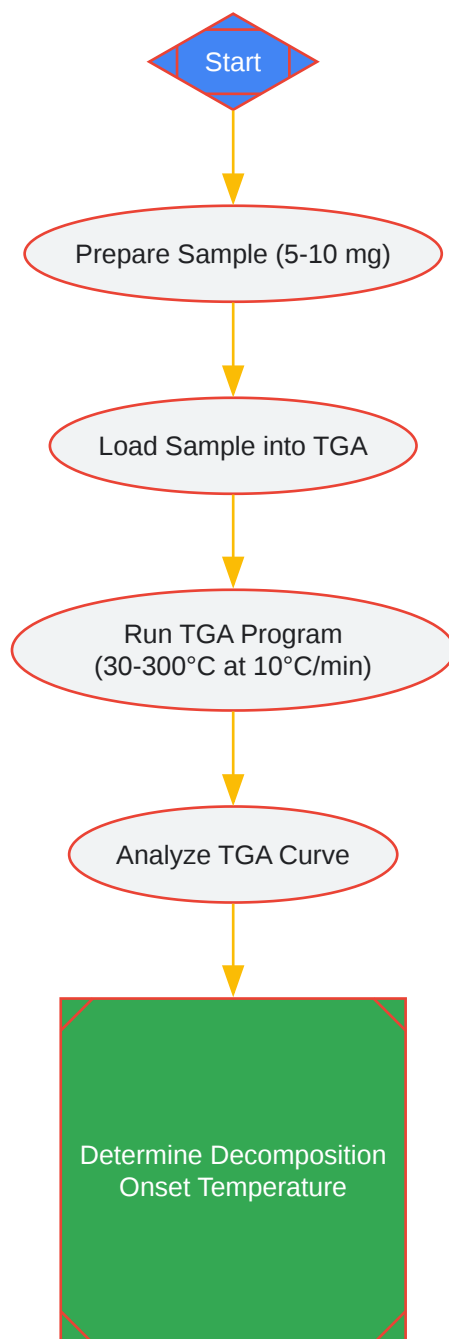 Start
Prepare Sample (5-10 mg)
Load Sample into TGA
Run TGA Program
(30-300°C at 10°C/min)
Analyze TGA Curve
Determine Decomposition
Onset Temperature